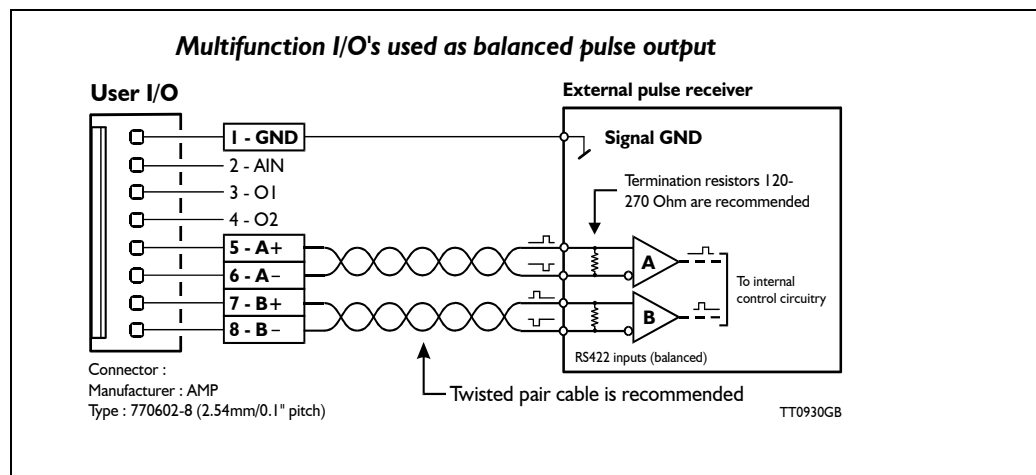 Multifunction I/O's used as balanced pulse output
User I/O
External pulse receiver
1 - GND
Signal GND
2 - AIN
3 - O1
4 - O2
Termination resistors 120-
270 Ohm are recommended
5 - A+
6 - A−
7 - B+
8 - B−
A
B
To internal
control circuitry
RS422 inputs (balanced)
Connector :
Manufacturer : AMP
Type : 770602-8 (2.54mm/0.1" pitch)
Twisted pair cable is recommended
TT0930GB